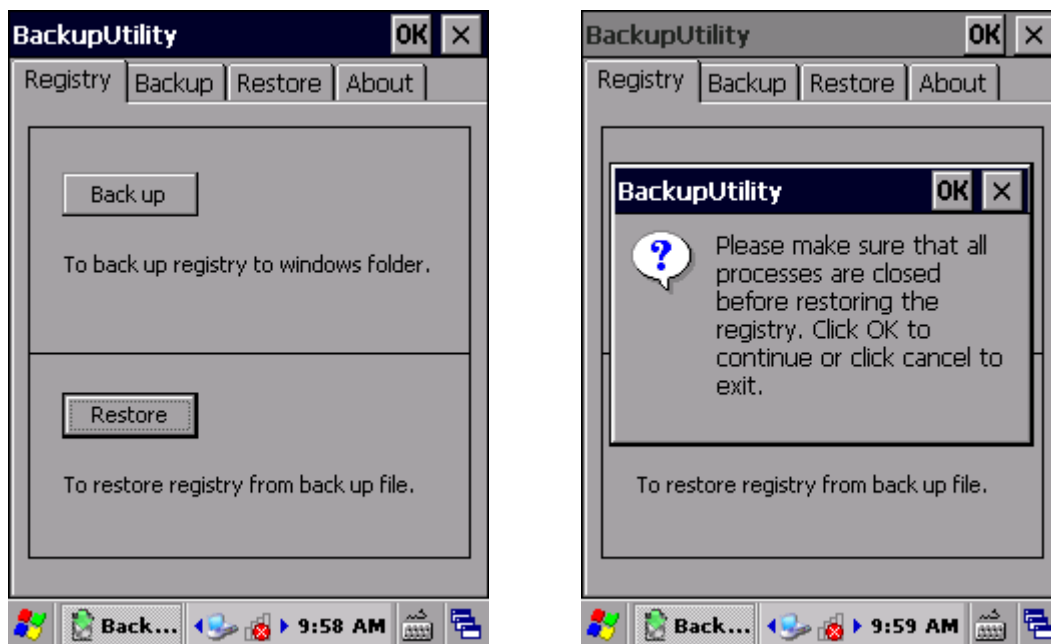 BackupUtility OK ×
Registry Backup Restore About
Back up
To back up registry to windows folder.
Restore
To restore registry from back up file.
Back... 9:58 AM
BackupUtility OK ×
Registry Backup Restore About
BackupUtility OK ×
?
Please make sure that all
processes are closed
before restoring the
registry. Click OK to
continue or click cancel to
exit.
To restore registry from back up file.
Back... 9:59 AM